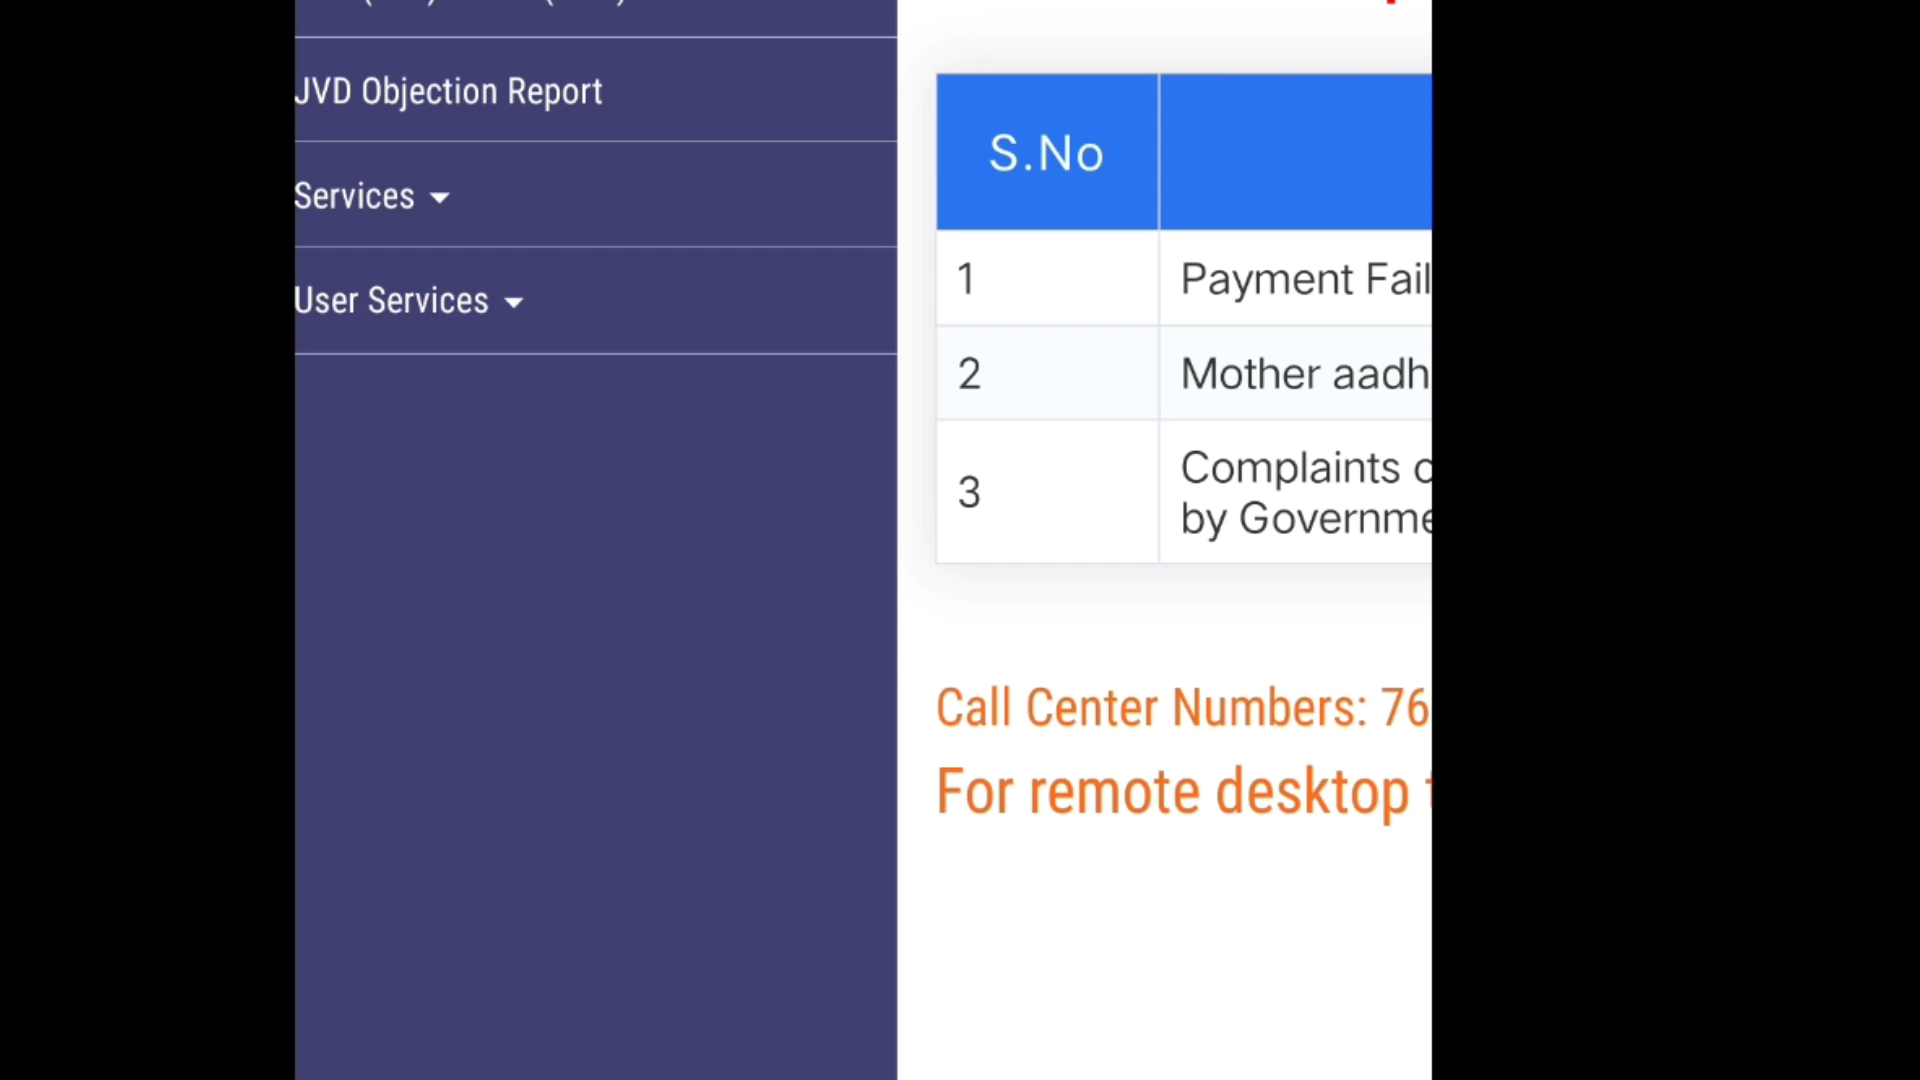 JVD Objection Report
Services
User Services
S.No
1
Payment Fail
2
Mother aadh
3
Complaints
by Governme
Call Center Numbers: 76
For remote desktop